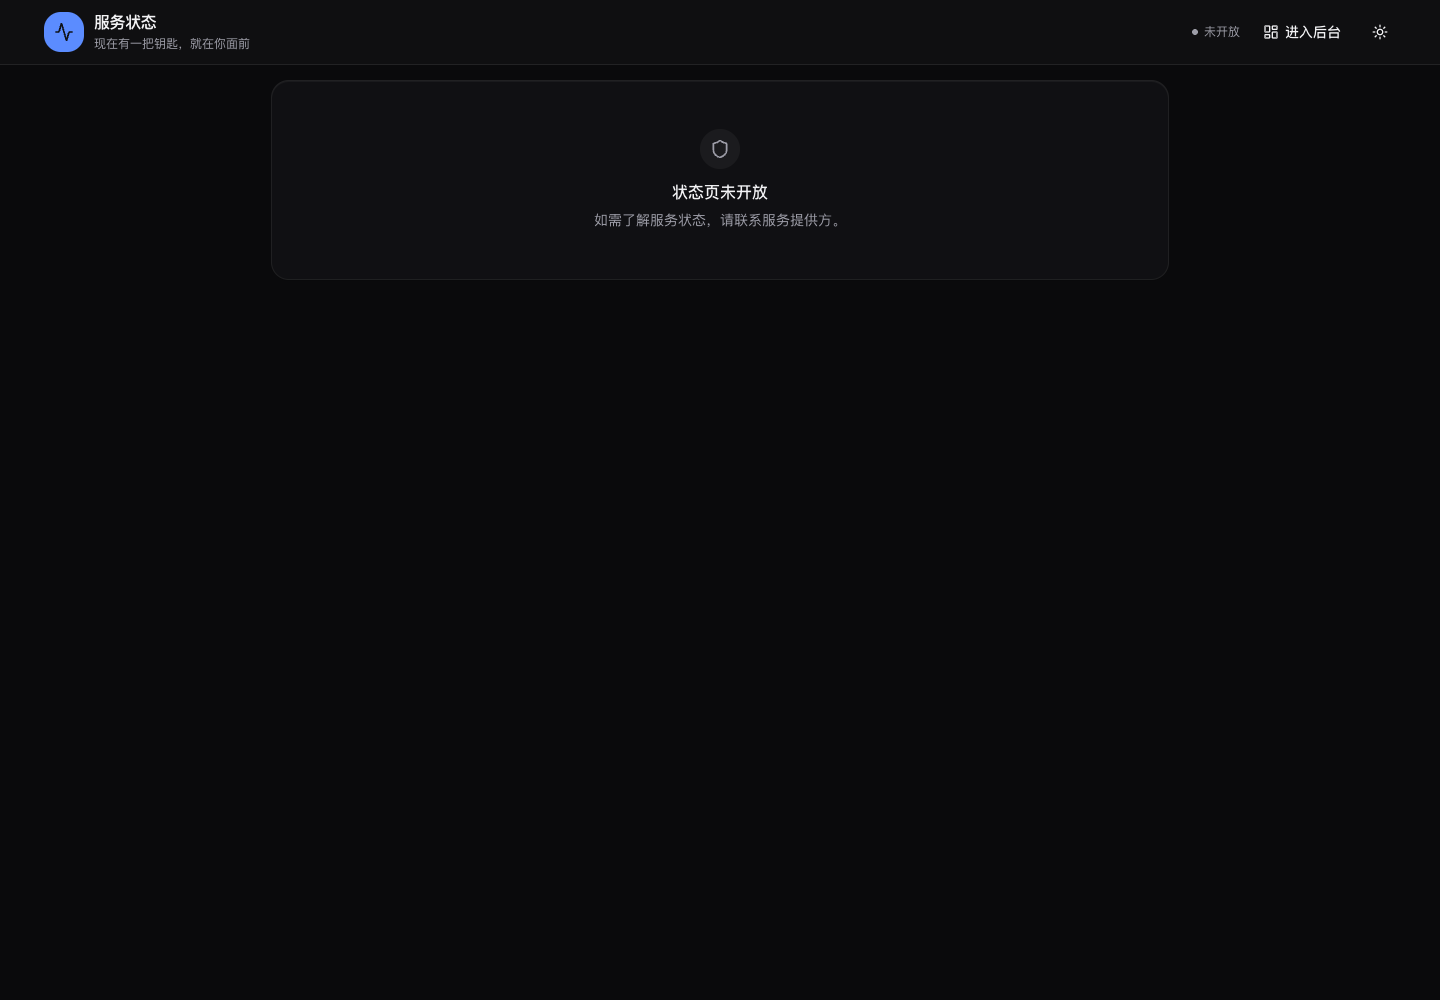 服务状态
现在有一把钥匙，就在你面前
未开放
进入后台
状态页未开放
如需了解服务状态，请联系服务提供方。